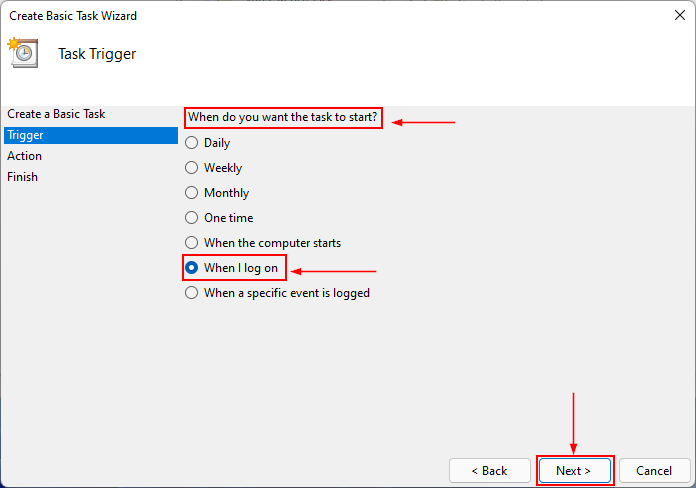 Create Basic Task Wizard
Task Trigger
Create a Basic Task
Trigger
Action
Finish
When do you want the task to start?
Daily
Weekly
Monthly
One time
When the computer starts
When I log on
When a specific event is logged
< Back
Next >
Cancel